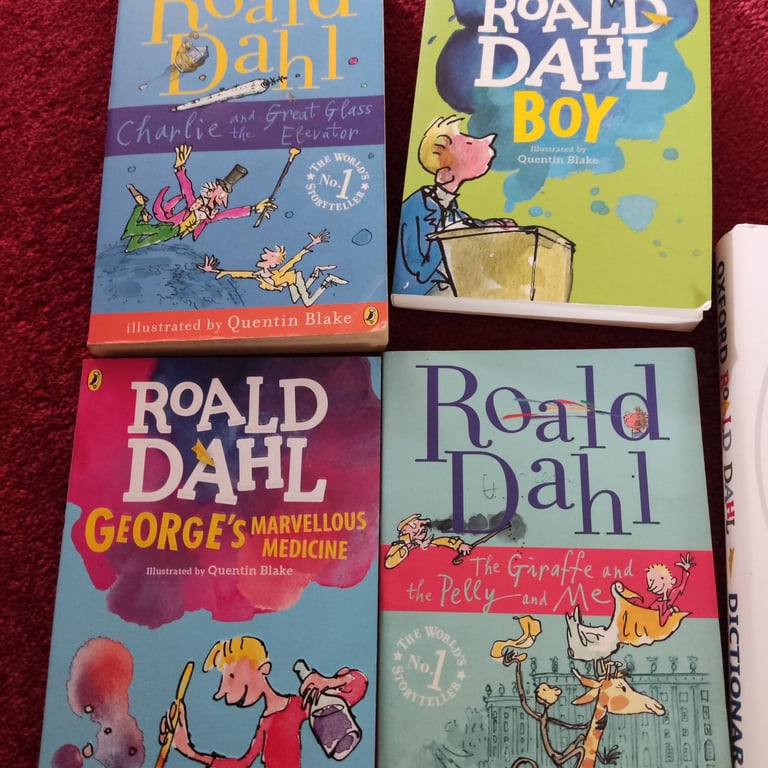 Roald
Dahl
Charlie and the Great Glass
Elevator
THE WORLD'S
No.1
STORYTELLER
illustrated by Quentin Blake
ROALD
DAHL
BOY
Illustrated by
Quentin Blake
ROALD
DAHL
GEORGE'S MARVELLOUS
MEDICINE
Illustrated by Quentin Blake
Roald
Dahl
The Giraffe and
the Pelly and Me
THE WORLD'S
No.1
STORYTELLER
OXFORD ROALD DAHL DICTIONAR